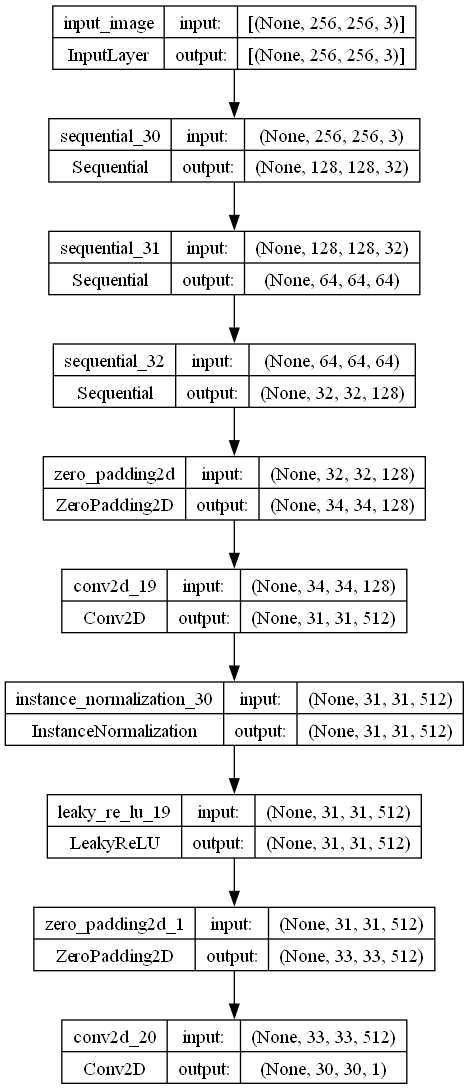 input_image input: [(None, 256, 256, 3)]
InputLayer output: [(None, 256, 256, 3)]
sequential_30 input: (None, 256, 256, 3)
Sequential output: (None, 128, 128, 32)
sequential_31 input: (None, 128, 128, 32)
Sequential output: (None, 64, 64, 64)
sequential_32 input: (None, 64, 64, 64)
Sequential output: (None, 32, 32, 128)
zero_padding2d input: (None, 32, 32, 128)
ZeroPadding2D output: (None, 34, 34, 128)
conv2d_19 input: (None, 34, 34, 128)
Conv2D output: (None, 31, 31, 512)
instance_normalization_30 input: (None, 31, 31, 512)
InstanceNormalization output: (None, 31, 31, 512)
leaky_re_lu_19 input: (None, 31, 31, 512)
LeakyReLU output: (None, 31, 31, 512)
zero_padding2d_1 input: (None, 31, 31, 512)
ZeroPadding2D output: (None, 33, 33, 512)
conv2d_20 input: (None, 33, 33, 512)
Conv2D output: (None, 30, 30, 1)